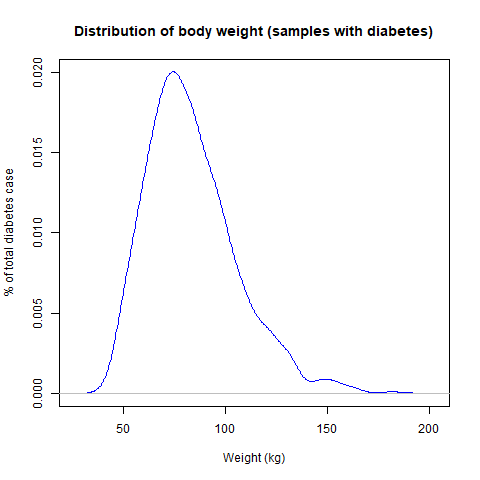 Distribution of body weight (samples with diabetes)
% of total diabetes case
0.020
0.015
0.010
0.005
0.000
50 100 150 200
Weight (kg)